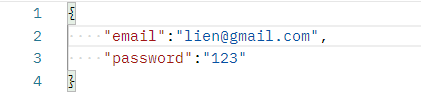 1 {
2 "email":"lien@gmail.com",
3 "password":"123"
4 }